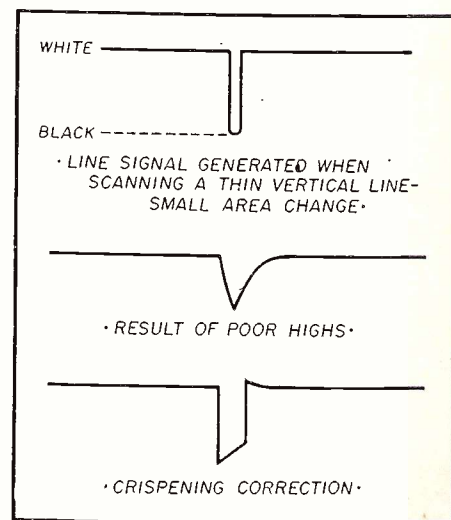 WHITE
BLACK
·LINE SIGNAL GENERATED WHEN
SCANNING A THIN VERTICAL LINE-
SMALL AREA CHANGE·
·RESULT OF POOR HIGHS·
·CRISPENING CORRECTION·